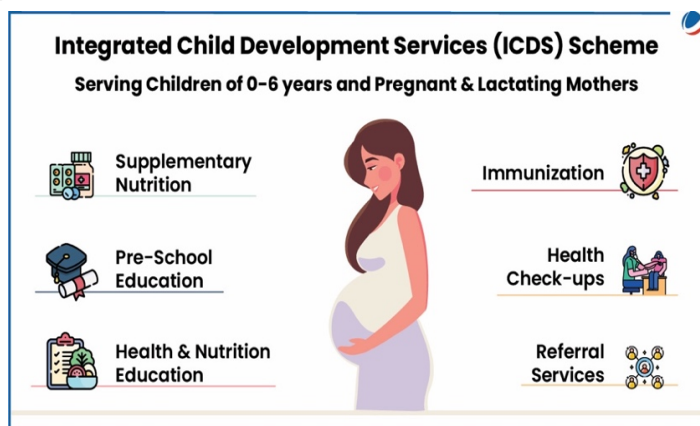 Integrated Child Development Services (ICDS) Scheme
Serving Children of 0-6 years and Pregnant & Lactating Mothers
Supplementary
Nutrition
Pre-School
Education
Health & Nutrition
Education
Immunization
Health
Check-ups
Referral
Services